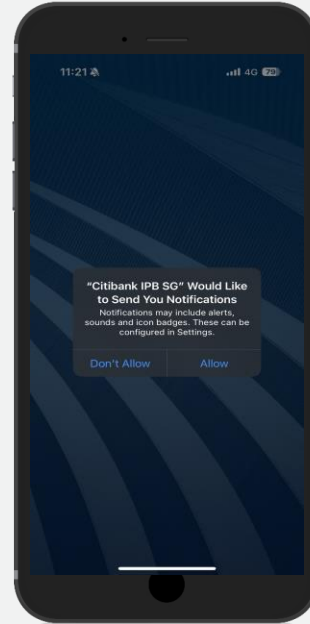 11:21
4G 79
“Citibank IPB SG” Would Like
to Send You Notifications
Notifications may include alerts,
sounds and icon badges. These can be
configured in Settings.
Don't Allow
Allow